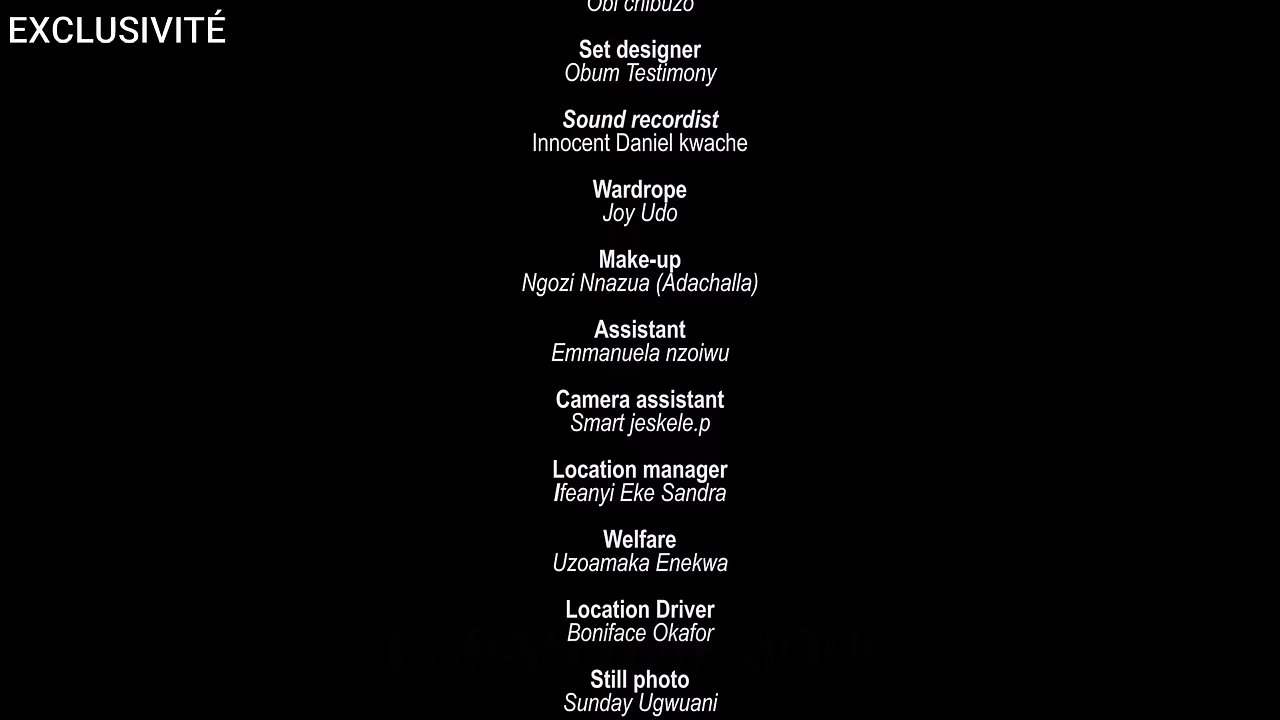 EXCLUSIVITÉ
Obi chibuzo
Set designer
Obum Testimony
Sound recordist
Innocent Daniel kwache
Wardrope
Joy Udo
Make-up
Ngozi Nnazua (Adachalla)
Assistant
Emmanuela nzoiwu
Camera assistant
Smart jeskele.p
Location manager
Ifeanyi Eke Sandra
Welfare
Uzoamaka Enekwa
Location Driver
Boniface Okafor
Still photo
Sunday Ugwuani